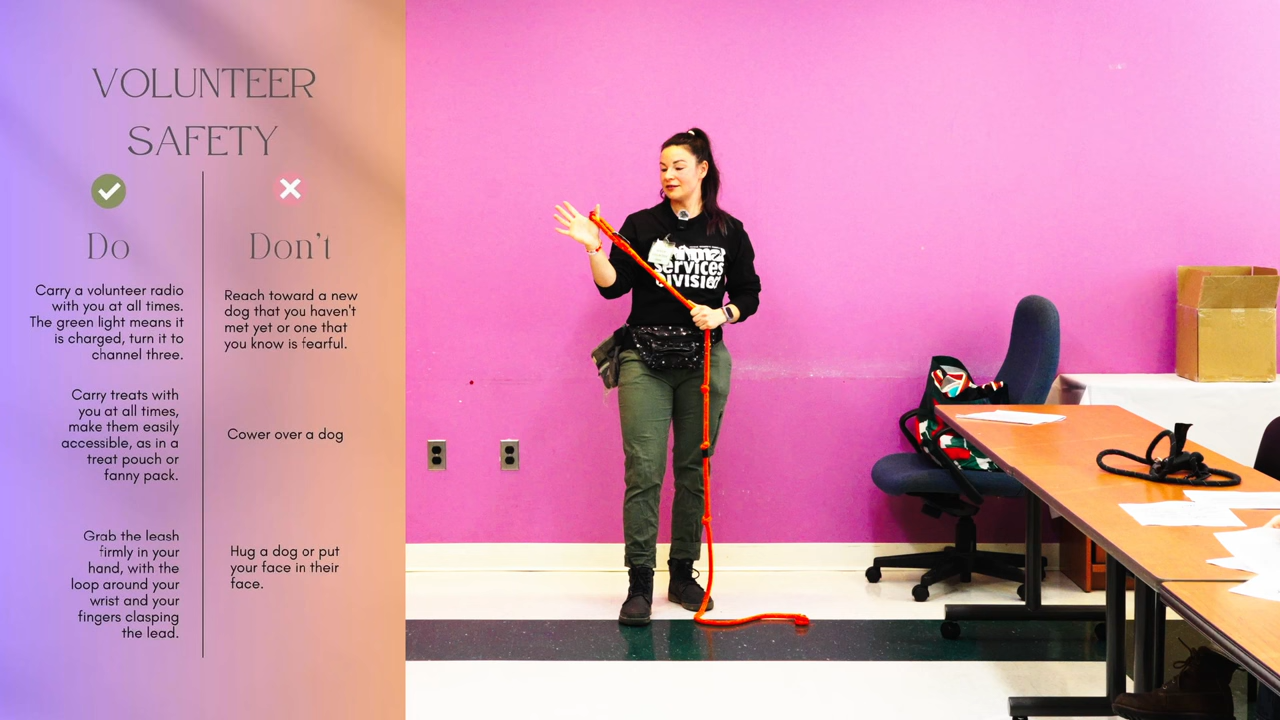 VOLUNTEER
SAFETY
Do
Carry a volunteer radio
with you at all times.
The green light means it
is charged, turn it to
channel three.
Carry treats with
you at all times,
make them easily
accessible, as in a
treat pouch or
fanny pack.
Grab the leash
firmly in your
hand, with the
loop around your
wrist and your
fingers clasping
the lead.
Don't
Reach toward a new
dog that you haven't
met yet or one that
you know is fearful.
Cower over a dog
Hug a dog or put
your face in their
face.
services
division